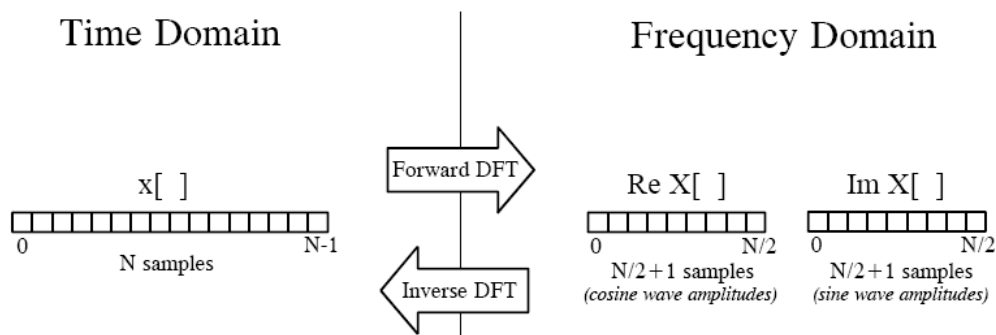 Time Domain
Frequency Domain
Forward DFT
x[ ]
Re X[ ]
Im X[ ]
0
N-1
0
N/2
0
N/2
N samples
N/2+1 samples
(cosine wave amplitudes)
N/2+1 samples
(sine wave amplitudes)
Inverse DFT